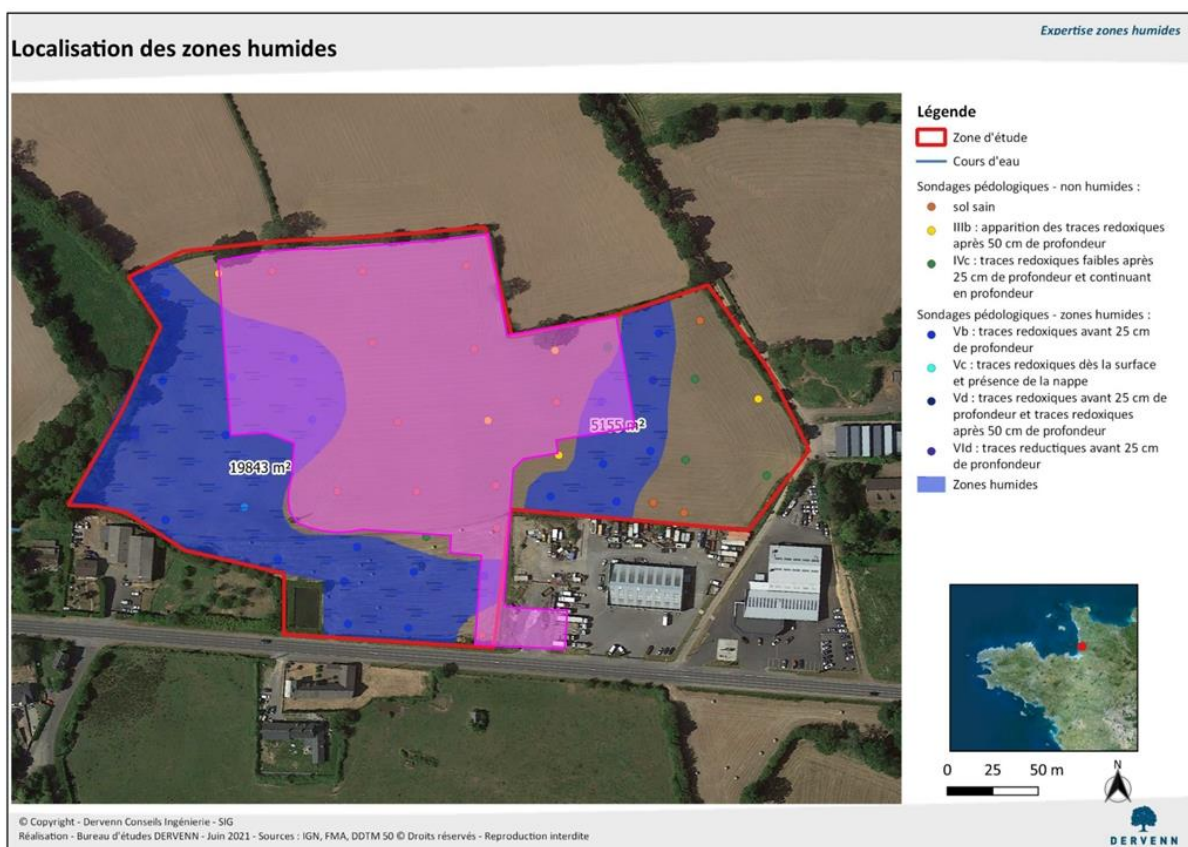 Expertise zones humides
Localisation des zones humides
19843 m²
5155 m²
Légende
Zone d'étude
Cours d'eau
Sondages pédologiques - non humides :
sol sain
IIIb : apparition des traces redoxiques
après 50 cm de profondeur
IVc : traces redoxiques faibles après
25 cm de profondeur et continuant
en profondeur
Sondages pédologiques - zones humides :
Vb : traces redoxiques avant 25 cm
de profondeur
Vc : traces redoxiques dès la surface
et présence de la nappe
Vd : traces redoxiques avant 25 cm de
profondeur et traces redoxiques
après 50 cm de profondeur
VId : traces reductiques avant 25 cm
de pronfondeur
Zones humides
0 25 50 m
N
© Copyright - Dervenn Conseils Ingénierie - SIG
Réalisation - Bureau d'études DERVENN - Juin 2021 - Sources : IGN, FMA, DDTM 50 © Droits réservés - Reproduction interdite
DERVENN